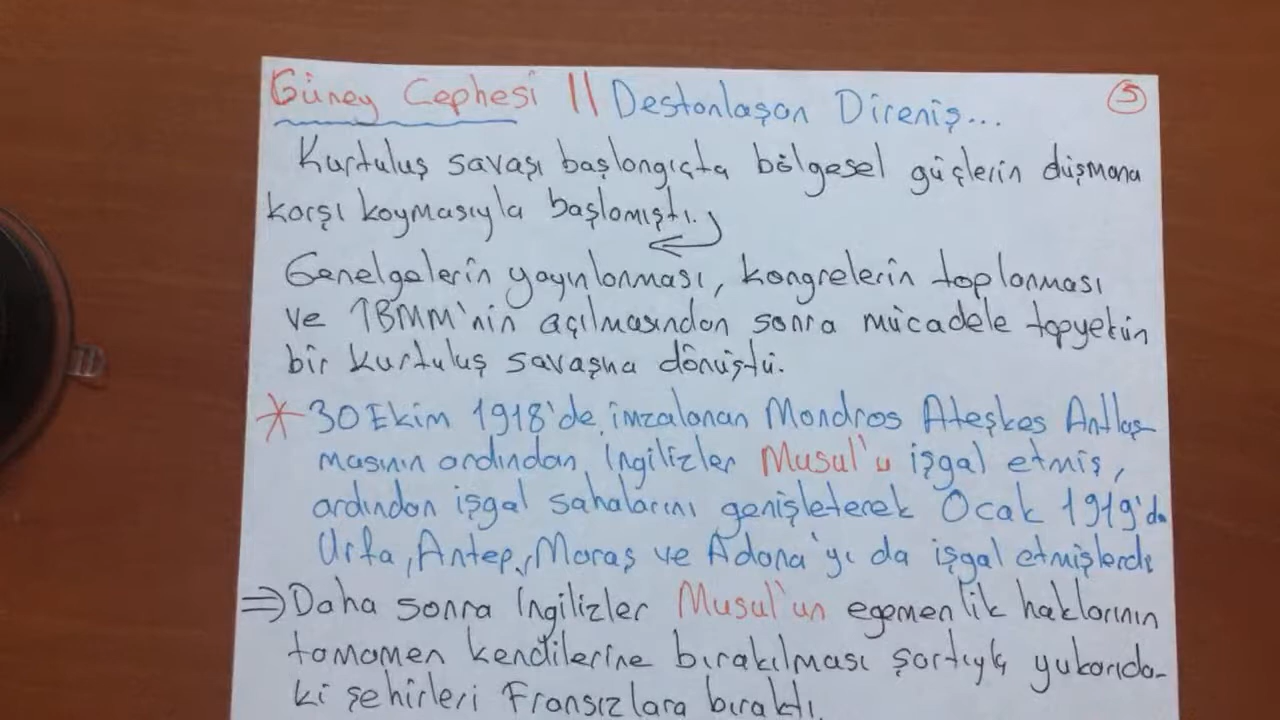 Güney Cephesi || Destanlaşan Direniş... 5
Kurtuluş savaşı başlangıçta bölgesel güçlerin düşmana
karşı koymasıyla başlamıştı.
Genelgelerin yayınlanması, kongrelerin toplanması
ve TBMM'nin açılmasından sonra mücadele topyekün
bir kurtuluş savaşına dönüştü.
* 30 Ekim 1918'de imzalanan Mondros Ateşkes Antlaş-
masının ardından, İngilizler Musul'u işgal etmiş,
ardından işgal sahalarını genişleterek Ocak 1919'da
Urfa, Antep, Maraş ve Adana'yı da işgal etmişlerdi
⇒ Daha sonra İngilizler Musul'un egemenlik haklarının
tamamen kendilerine bırakılması şartıyla yukarıda-
ki şehirleri Fransızlara bıraktı.